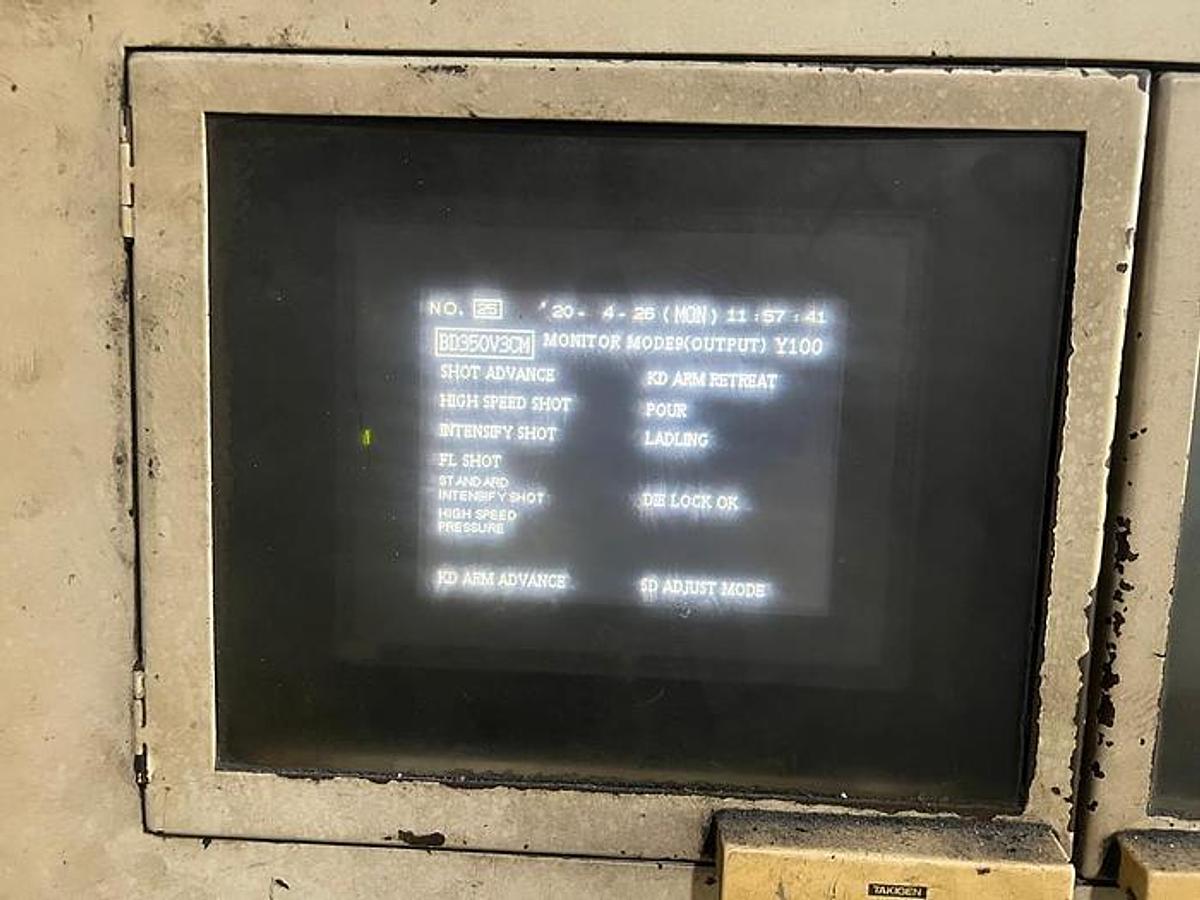 NO. 25 '20- 4-26 (MON) 11:57:41
BD350V3CM MONITOR MODE9(OUTPUT) Y100
SHOT ADVANCE KD ARM RETREAT
HIGH SPEED SHOT POUR
INTENSIFY SHOT LADLING
FL SHOT
STANDARD
INTENSIFY SHOT DIE LOCK OK
HIGH SPEED
PRESSURE
KD ARM ADVANCE SD ADJUST MODE
TAKIGEN